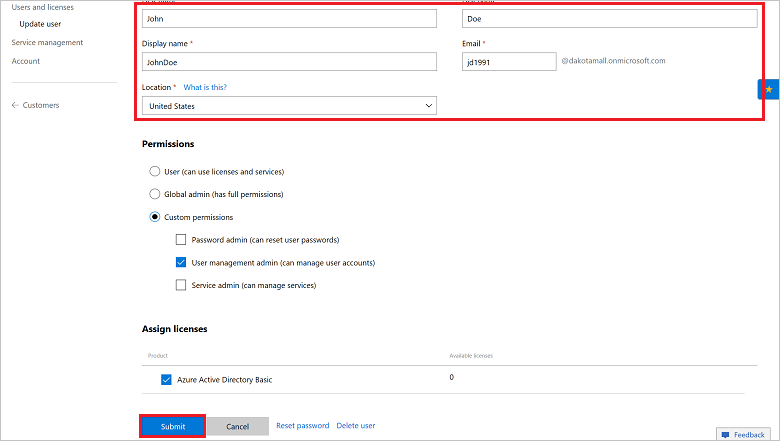 Users and licenses
Update user
Service management
Account
← Customers
John
Doe
Display name *
Email *
JohnDoe
jd1991
@dakotamall.onmicrosoft.com
Location * What is this?
United States
Permissions
User (can use licenses and services)
Global admin (has full permissions)
Custom permissions
Password admin (can reset user passwords)
User management admin (can manage user accounts)
Service admin (can manage services)
Assign licenses
Product
Available licenses
Azure Active Directory Basic
0
Submit
Cancel
Reset password
Delete user
Feedback